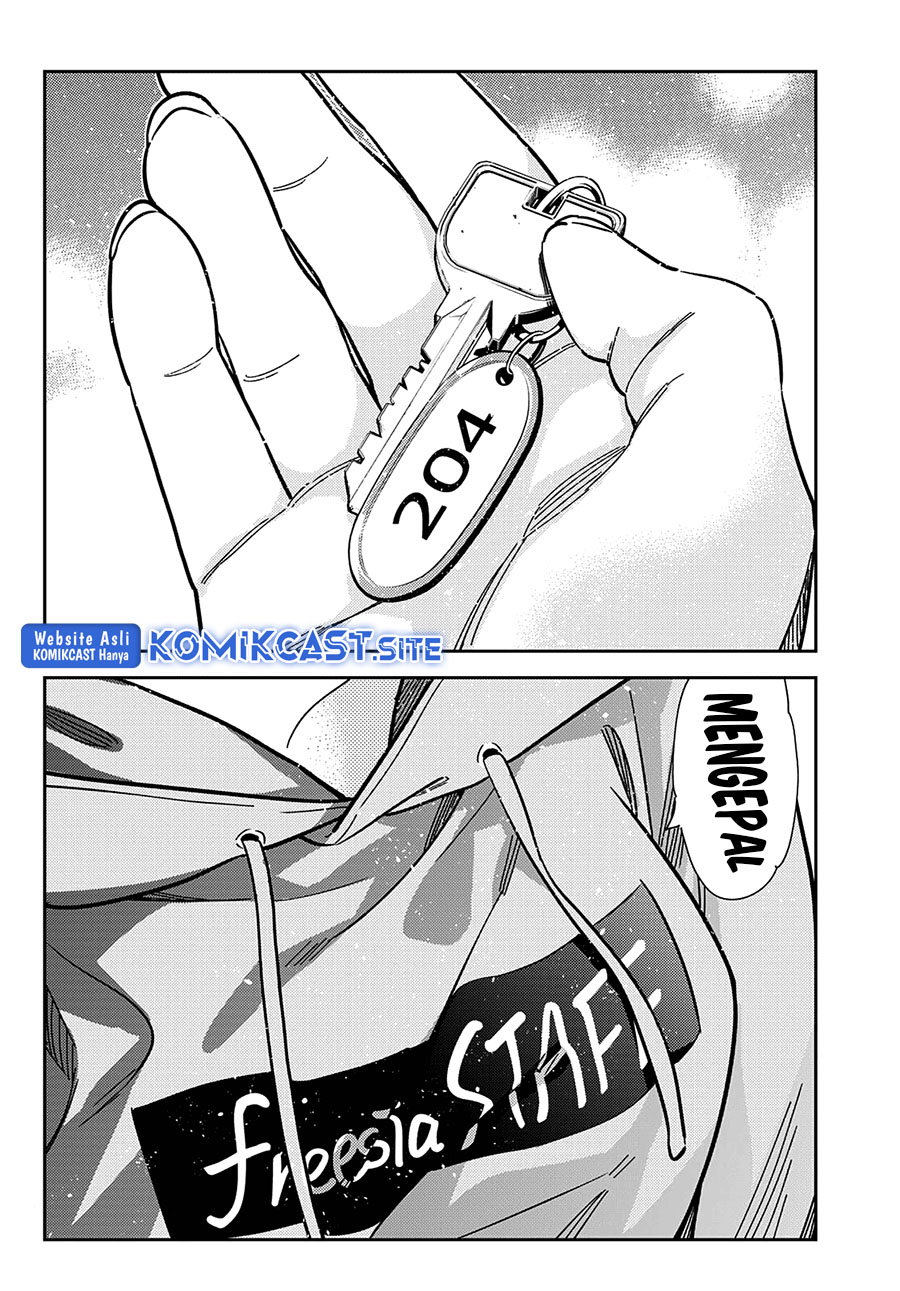 204
Website Asli
KOMIKCAST Hanya
KOMIKCAST.SITE
MENGEPAL
freesia STAFF